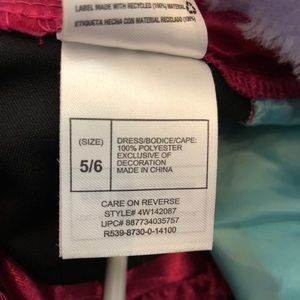 LABEL MADE WITH RECYCLED (100%) MATERIAL
ETIQUETA HECHA CON MATERIAL RECICLADO (100%)
(SIZE)
5/6
DRESS/BODICE/CAPE:
100% POLYESTER
EXCLUSIVE OF
DECORATION
MADE IN CHINA
CARE ON REVERSE
STYLE# 4W142087
UPC# 887734035757
R539-8730-0-14100